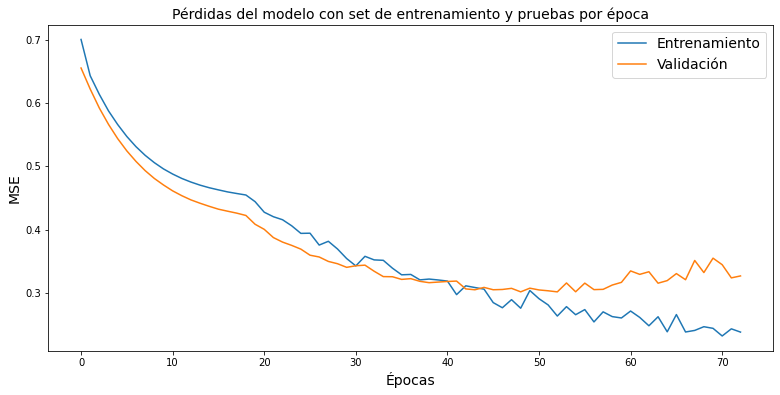 Pérdidas del modelo con set de entrenamiento y pruebas por época
0.7
0.6
0.5
0.4
0.3
MSE
Entrenamiento
Validación
0 10 20 30 40 50 60 70
Épocas